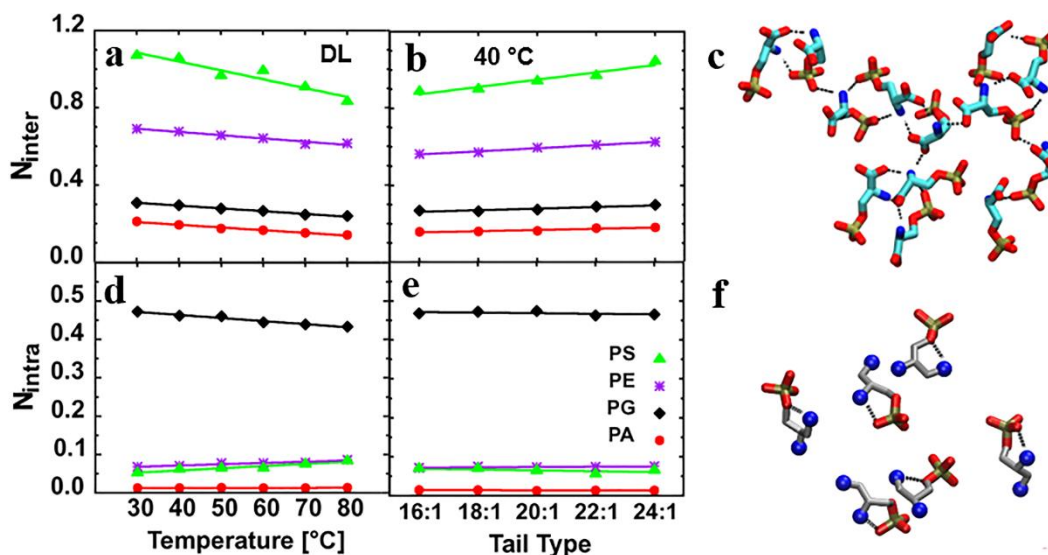 a
DL
b
40 °C
c
N_inter
1.2
0.8
0.4
0.0
d
e
f
N_intra
0.5
0.4
0.3
0.2
0.1
0.0
PS
PE
PG
PA
30 40 50 60 70 80
16:1 18:1 20:1 22:1 24:1
Temperature [°C]
Tail Type